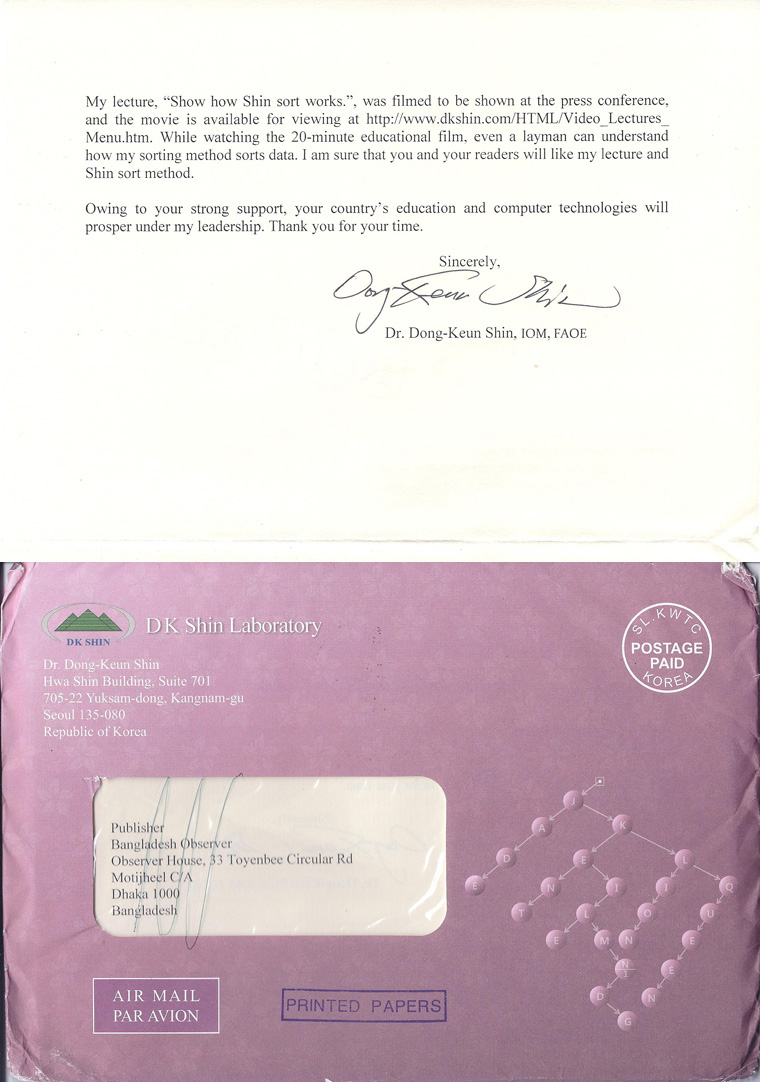 My lecture, “Show how Shin sort works.”, was filmed to be shown at the press conference,
and the movie is available for viewing at http://www.dkshin.com/HTML/Video_Lectures_
Menu.htm. While watching the 20-minute educational film, even a layman can understand
how my sorting method sorts data. I am sure that you and your readers will like my lecture and
Shin sort method.
Owing to your strong support, your country’s education and computer technologies will
prosper under my leadership. Thank you for your time.
Sincerely,
Dong-Keun Shin
Dr. Dong-Keun Shin, IOM, FAOE
DK SHIN
DK Shin Laboratory
Dr. Dong-Keun Shin
Hwa Shin Building, Suite 701
705-22 Yuksam-dong, Kangnam-gu
Seoul 135-080
Republic of Korea
SL.KWTC
POSTAGE
PAID
KOREA
Publisher
Bangladesh Observer
Observer House, 33 Toyenbee Circular Rd
Motijheel C/A
Dhaka 1000
Bangladesh
J
A K
D E L
E N I I Q
T L O U
E M N E
N E
D N
G
AIR MAIL
PAR AVION
PRINTED PAPERS